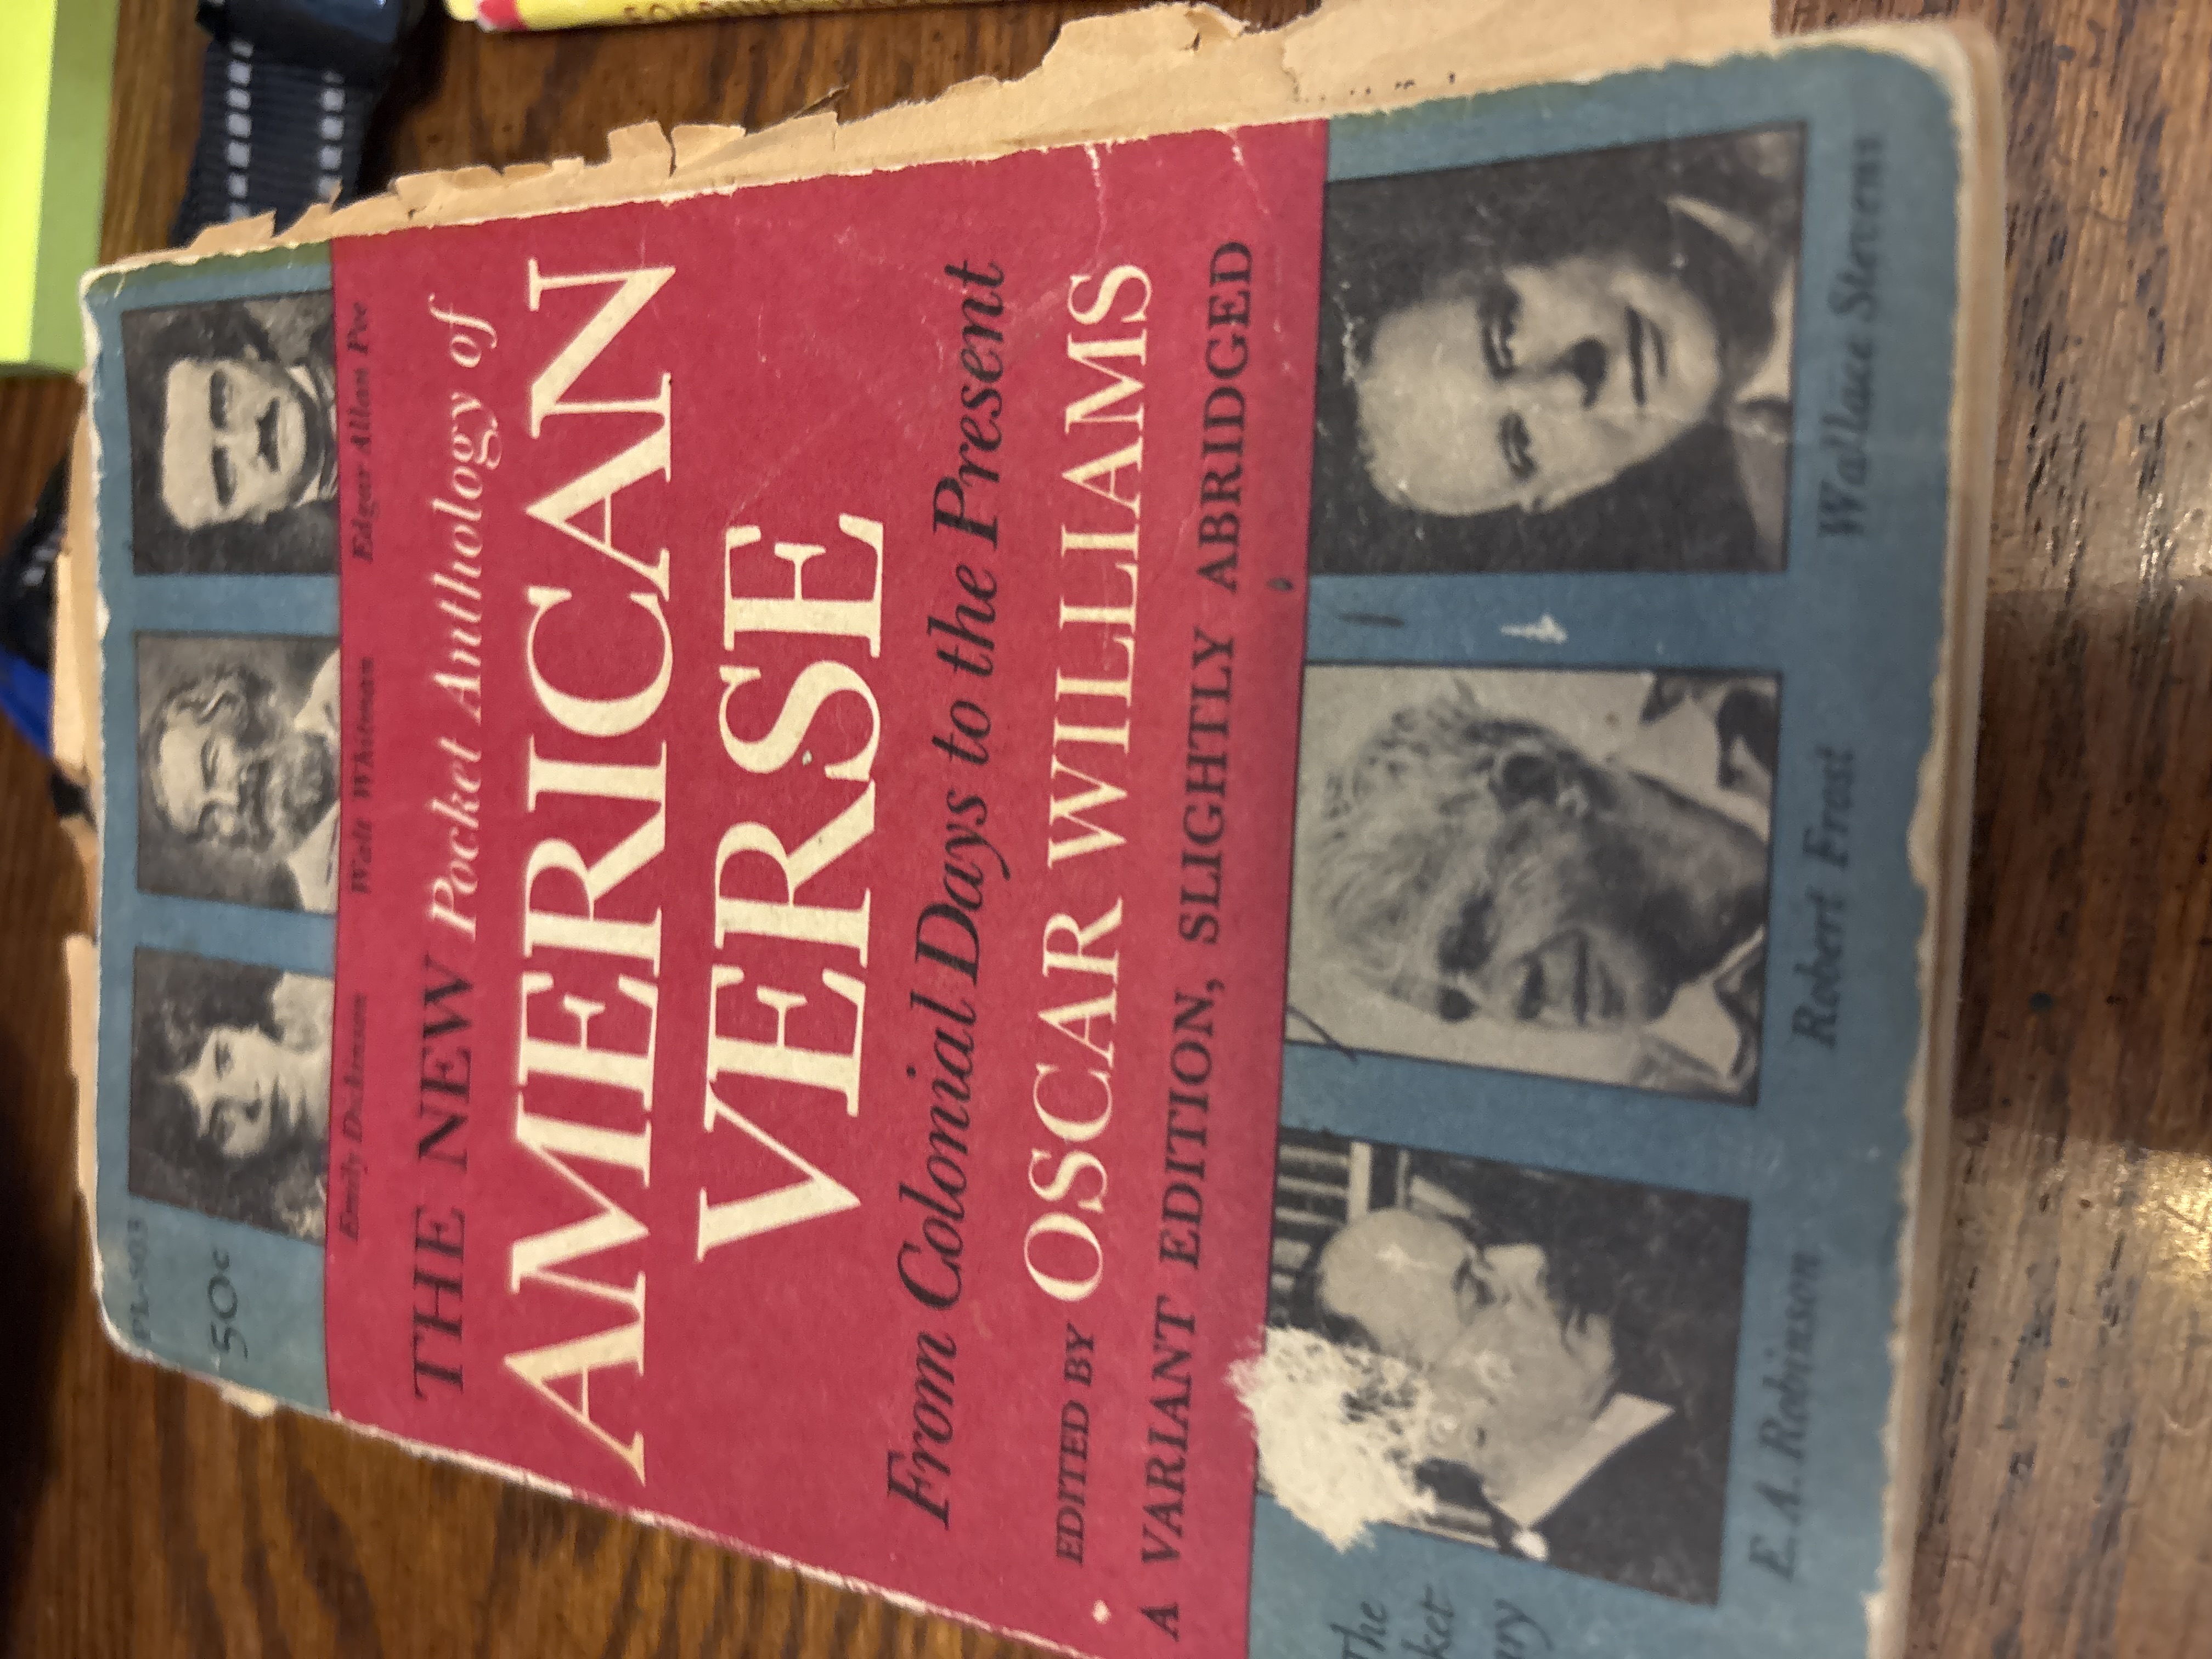 PL-503
50¢
Emily Dickinson
Walt Whitman
Edgar Allan Poe
THE NEW Pocket Anthology of
AMERICAN
VERSE
From Colonial Days to the Present
EDITED BY OSCAR WILLIAMS
A VARIANT EDITION, SLIGHTLY ABRIDGED
The
E. A. Robinson
Robert Frost
Wallace Stevens